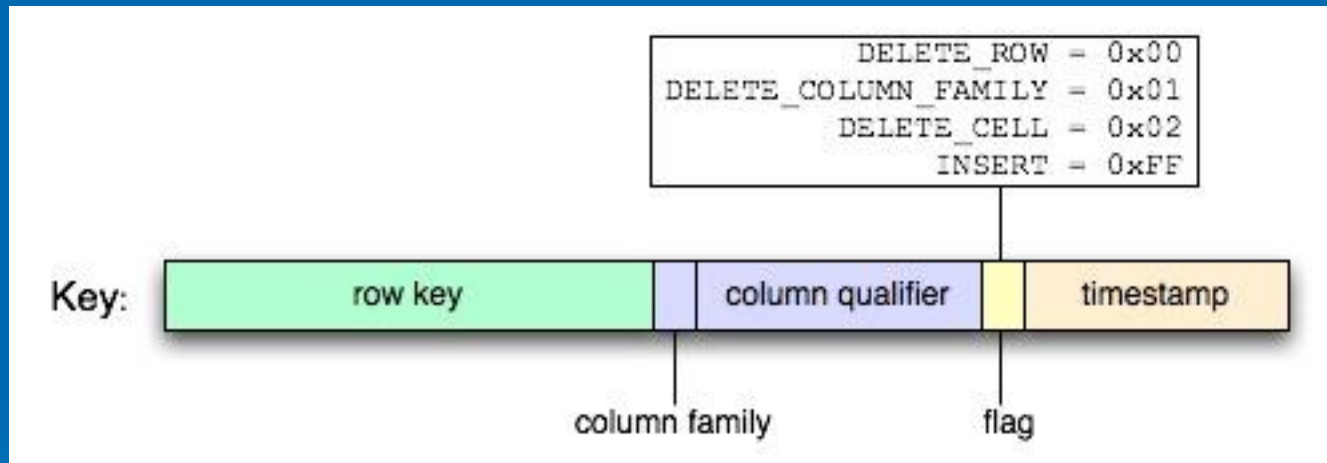 DELETE_ROW = 0x00
DELETE_COLUMN_FAMILY = 0x01
DELETE_CELL = 0x02
INSERT = 0xFF
Key: row key column qualifier timestamp
column family flag